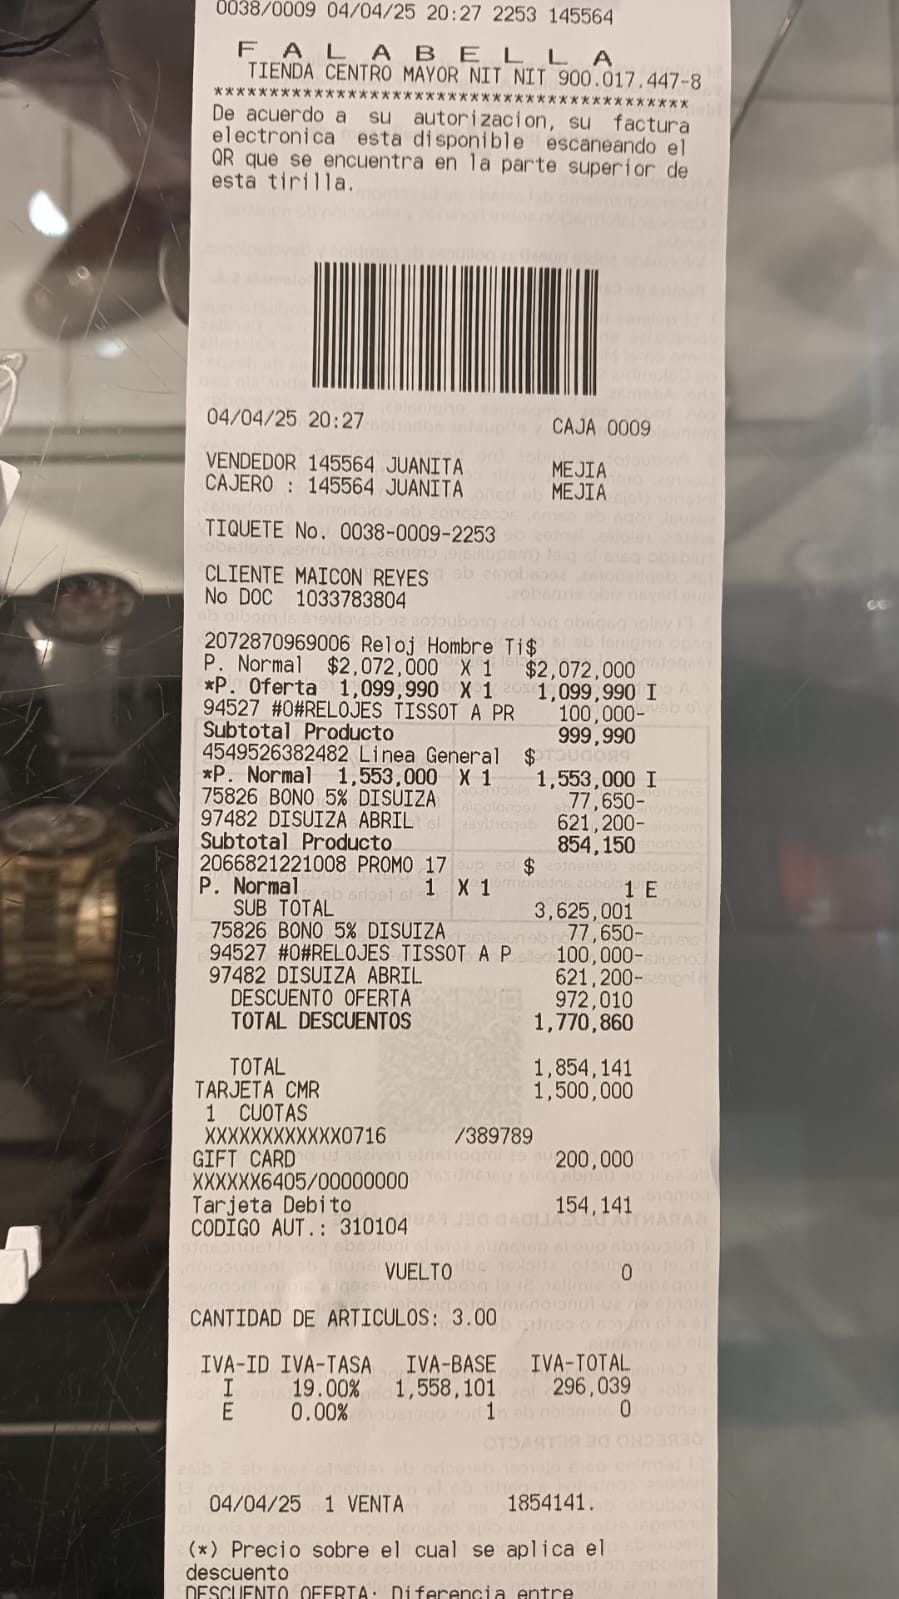 0038/0009 04/04/25 20:27 2253 145564
F A L A B E L L A
TIENDA CENTRO MAYOR NIT NIT 900.017.447-8
******************************************
De acuerdo a su autorizacion, su factura
electronica esta disponible escaneando el
QR que se encuentra en la parte superior de
esta tirilla.
04/04/25 20:27 CAJA 0009
VENDEDOR 145564 JUANITA MEJIA
CAJERO : 145564 JUANITA MEJIA
TIQUETE No. 0038-0009-2253
CLIENTE MAICON REYES
No DOC 1033783804
2072870969006 Reloj Hombre Ti$
P. Normal $2,072,000 X 1 $2,072,000
*P. Oferta 1,099,990 X 1 1,099,990 I
94527 #O#RELOJES TISSOT A PR 100,000-
Subtotal Producto 999,990
4549526382482 Linea General $
*P. Normal 1,553,000 X 1 1,553,000 I
75826 BONO 5% DISUIZA 77,650-
97482 DISUIZA ABRIL 621,200-
Subtotal Producto 854,150
2066821221008 PROMO 17 $
P. Normal 1 X 1 1 E
SUB TOTAL 3,625,001
75826 BONO 5% DISUIZA 77,650-
94527 #O#RELOJES TISSOT A P 100,000-
97482 DISUIZA ABRIL 621,200-
DESCUENTO OFERTA 972,010
TOTAL DESCUENTOS 1,770,860
TOTAL 1,854,141
TARJETA CMR 1,500,000
1 CUOTAS
XXXXXXXXXXXX0716 /389789
GIFT CARD 200,000
XXXXXX6405/00000000
Tarjeta Debito 154,141
CODIGO AUT.: 310104
VUELTO 0
CANTIDAD DE ARTICULOS: 3.00
IVA-ID IVA-TASA IVA-BASE IVA-TOTAL
I 19.00% 1,558,101 296,039
E 0.00% 1 0
04/04/25 1 VENTA 1854141.
(*) Precio sobre el cual se aplica el
descuento
DESCUENTO OFERTA: Diferencia entre